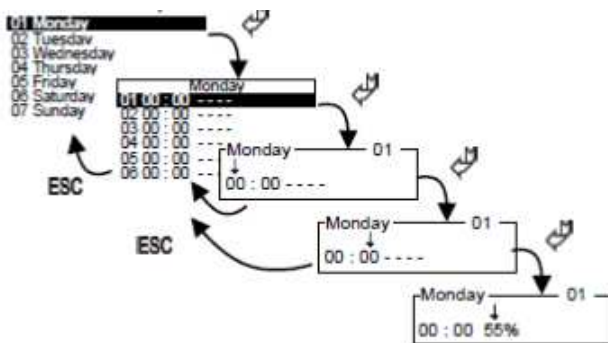 01 Monday
02 Tuesday
03 Wednesday
04 Thursday
05 Friday
06 Saturday
07 Sunday
Monday
01 00 : 00 - - - -
02 00 : 00 - - - -
03 00 : 00 - - - -
04 00 : 00 - - - -
05 00 : 00
06 00 : 00
ESC
Monday 01
00 : 00 - - - -
ESC
Monday 01
00 : 00 - - - -
Monday 01
00 : 00 55%